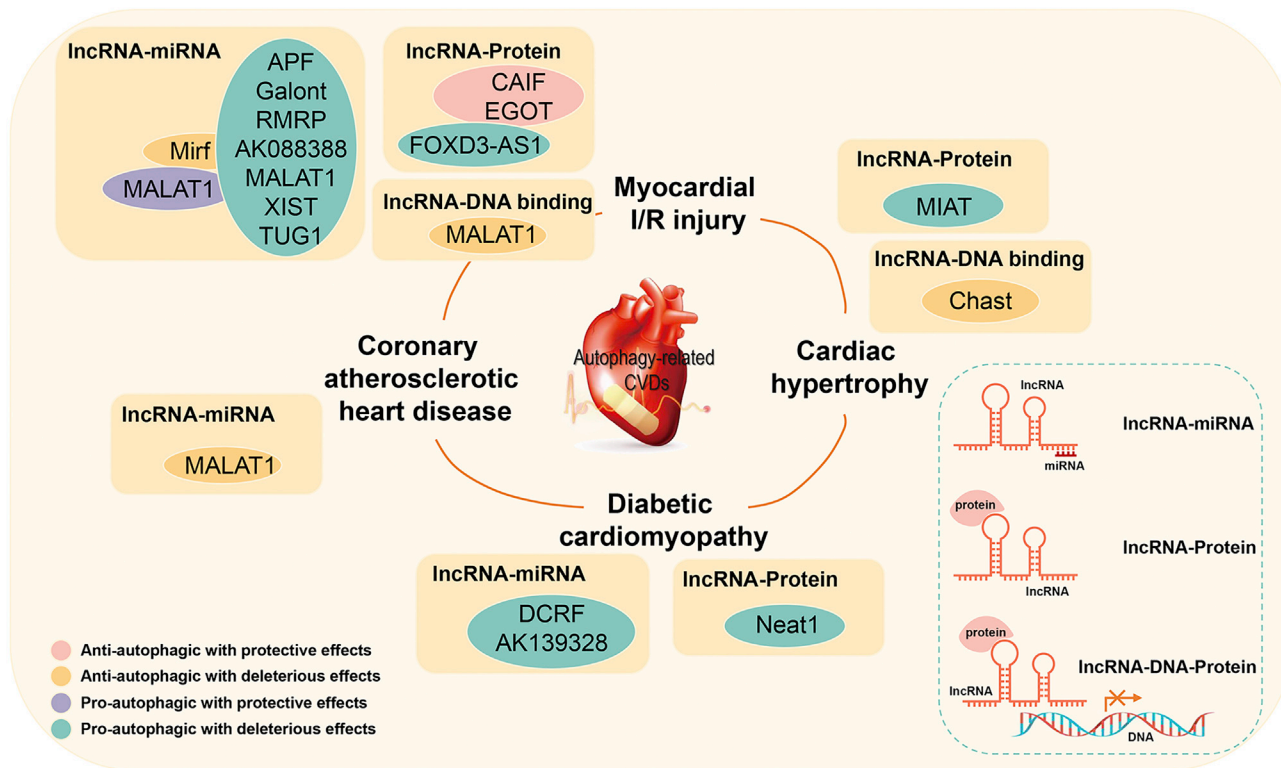 lncRNA-miRNA
APF
Galont
RMRP
AK088388
MALAT1
XIST
TUG1
Mirf
MALAT1
lncRNA-Protein
CAIF
EGOT
FOXD3-AS1
lncRNA-DNA binding
MALAT1
Myocardial
I/R injury
lncRNA-Protein
MIAT
lncRNA-DNA binding
Chast
Coronary
atherosclerotic
heart disease
Autophagy-related
CVDs
Cardiac
hypertrophy
lncRNA-miRNA
MALAT1
Diabetic
cardiomyopathy
lncRNA-miRNA
DCRF
AK139328
lncRNA-Protein
Neat1
Anti-autophagic with protective effects
Anti-autophagic with deleterious effects
Pro-autophagic with protective effects
Pro-autophagic with deleterious effects
lncRNA
lncRNA-miRNA
miRNA
protein
lncRNA-Protein
lncRNA
protein
lncRNA-DNA-Protein
lncRNA
DNA